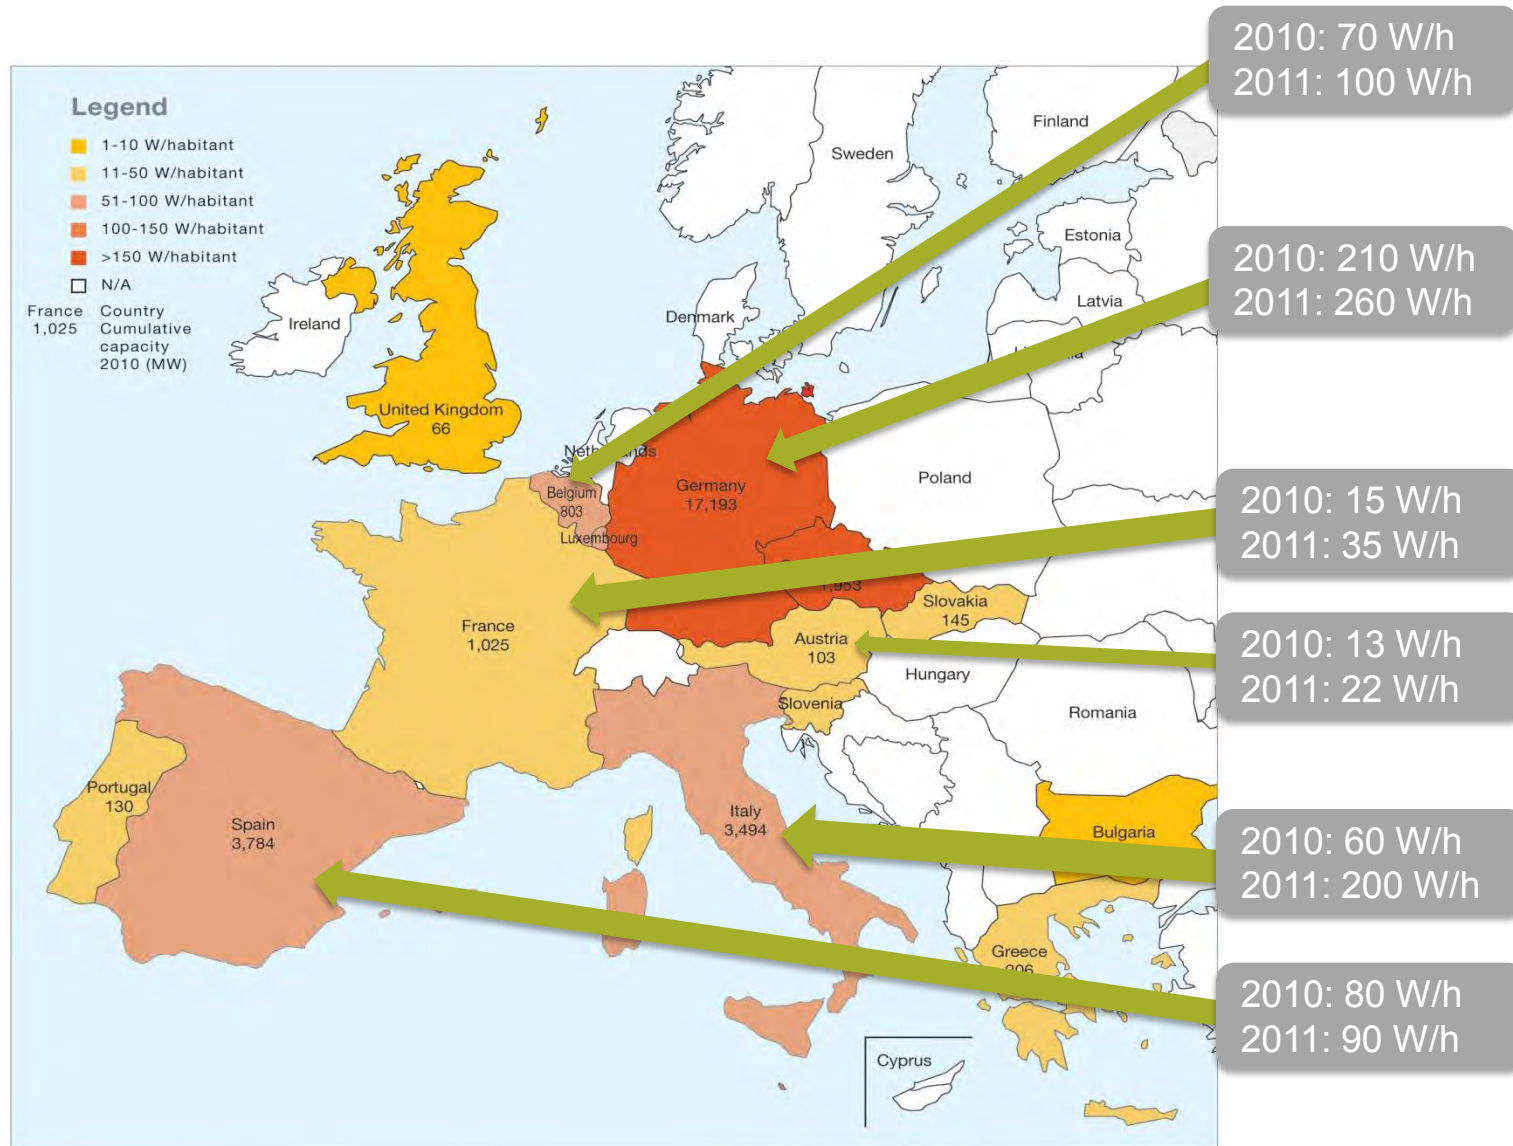 Legend
1-10 W/habitant
11-50 W/habitant
51-100 W/habitant
100-150 W/habitant
>150 W/habitant
N/A
France Country
1,025 Cumulative
capacity
2010 (MW)
Finland
Sweden
Estonia
Latvia
Denmark
Ireland
United Kingdom
66
Poland
Belgium
803
Luxembourg
Germany
17,193
1,953
Slovakia
145
France
1,025
Austria
103
Hungary
Slovenia
Romania
Portugal
130
Spain
3,784
Italy
3,494
Bulgaria
Greece
Cyprus
2010: 70 W/h
2011: 100 W/h
2010: 210 W/h
2011: 260 W/h
2010: 15 W/h
2011: 35 W/h
2010: 13 W/h
2011: 22 W/h
2010: 60 W/h
2011: 200 W/h
2010: 80 W/h
2011: 90 W/h